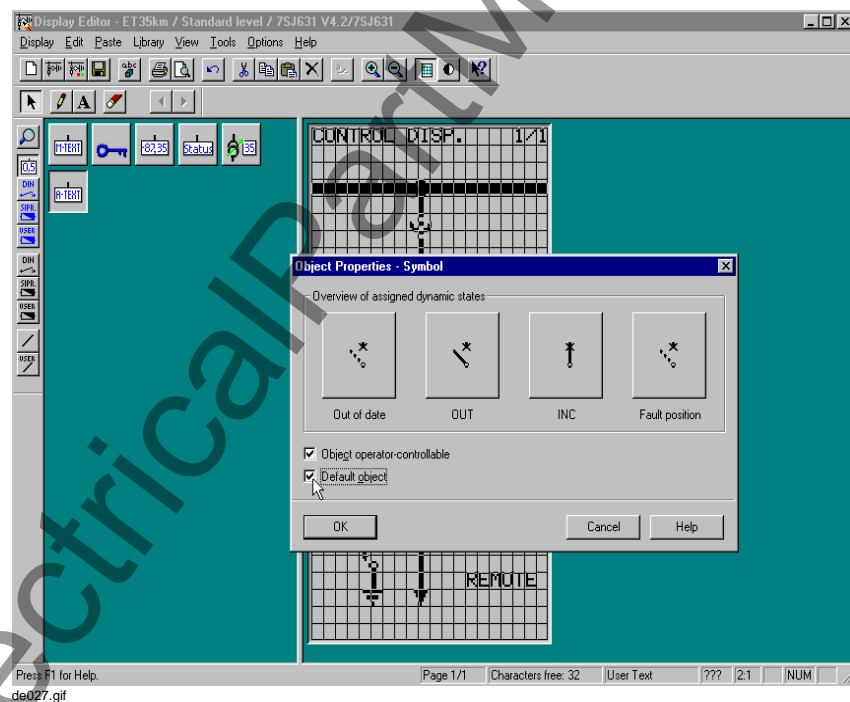 Display Editor - ET35km / Standard level / 7SJ631 V4.2/7SJ631
Display Edit Paste Library View Tools Options Help
A
0,5
DIN
SIPR.
USER
DIN
SIPR.
USER
USER
M-TEXT
-87,35
Status
35
A-TEXT
CONTROL DISP. 1/1
Object Properties - Symbol
Overview of assigned dynamic states
Out of date OUT INC Fault position
Object operator-controllable
Default object
OK Cancel Help
REMOTE
Press F1 for Help. Page 1/1 Characters free: 32 User Text ??? 2:1 NUM
de027.gif